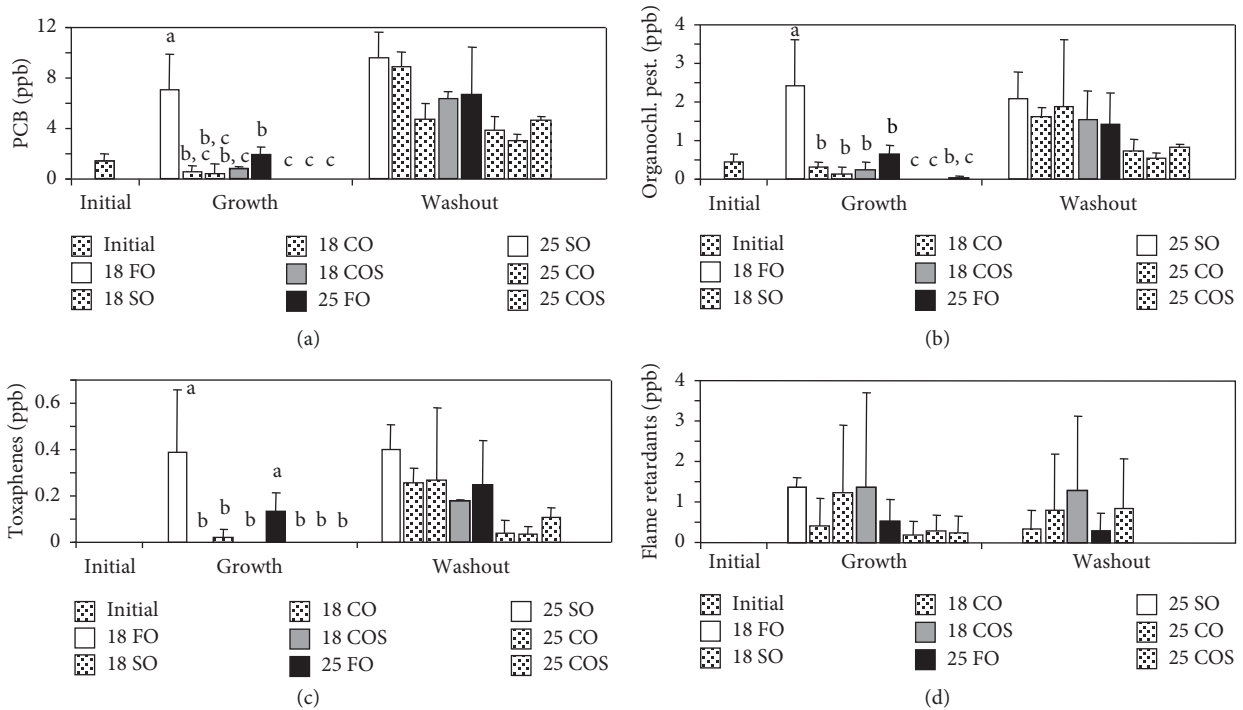 PCB (ppb)
12
8
4
0
a
b, c
b, c
b, c
b
c c c
Initial Growth Washout
Initial 18 CO 25 SO
18 FO 18 COS 25 CO
18 SO 25 FO 25 COS
(a)
Organochl. pest. (ppb)
4
3
2
1
0
a
b b b b
c c b, c
Initial Growth Washout
Initial 18 CO 25 SO
18 FO 18 COS 25 CO
18 SO 25 FO 25 COS
(b)
Toxaphenes (ppb)
0.6
0.4
0.2
0
a
b b b
a
b b b
Initial Growth Washout
Initial 18 CO 25 SO
18 FO 18 COS 25 CO
18 SO 25 FO 25 COS
(c)
Flame retardants (ppb)
4
3
2
1
0
Initial Growth Washout
Initial 18 CO 25 SO
18 FO 18 COS 25 CO
18 SO 25 FO 25 COS
(d)